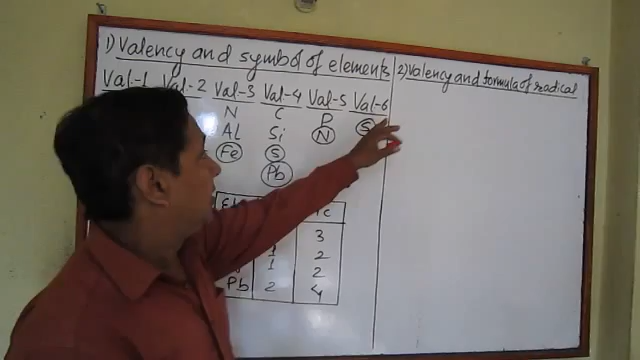 1) Valency and symbol of elements
Val-1 Val-2 Val-3 Val-4 Val-5 Val-6
N C P S
AL Si N
Fe S
Pb
3
1 2
1 2
Pb 2 4
2) Valency and formula of radical